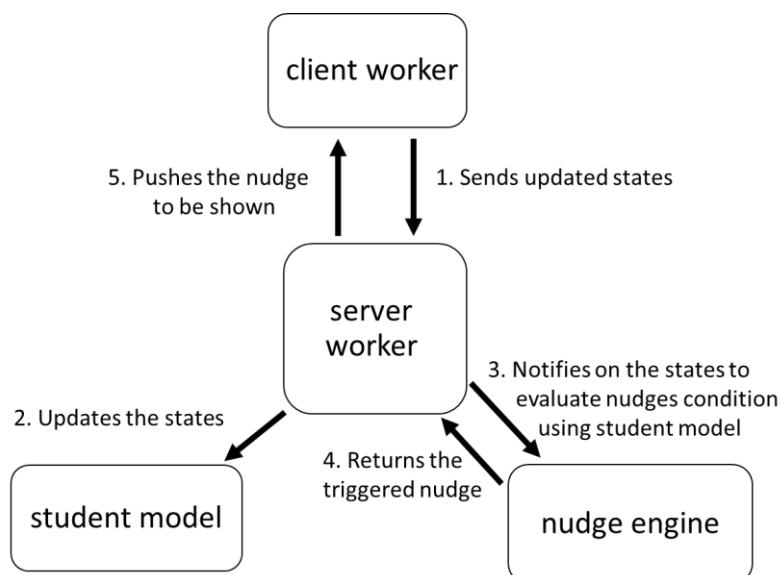 client worker
5. Pushes the nudge
to be shown
1. Sends updated states
server
worker
2. Updates the states
3. Notifies on the states to
evaluate nudges condition
using student model
4. Returns the
triggered nudge
student model
nudge engine